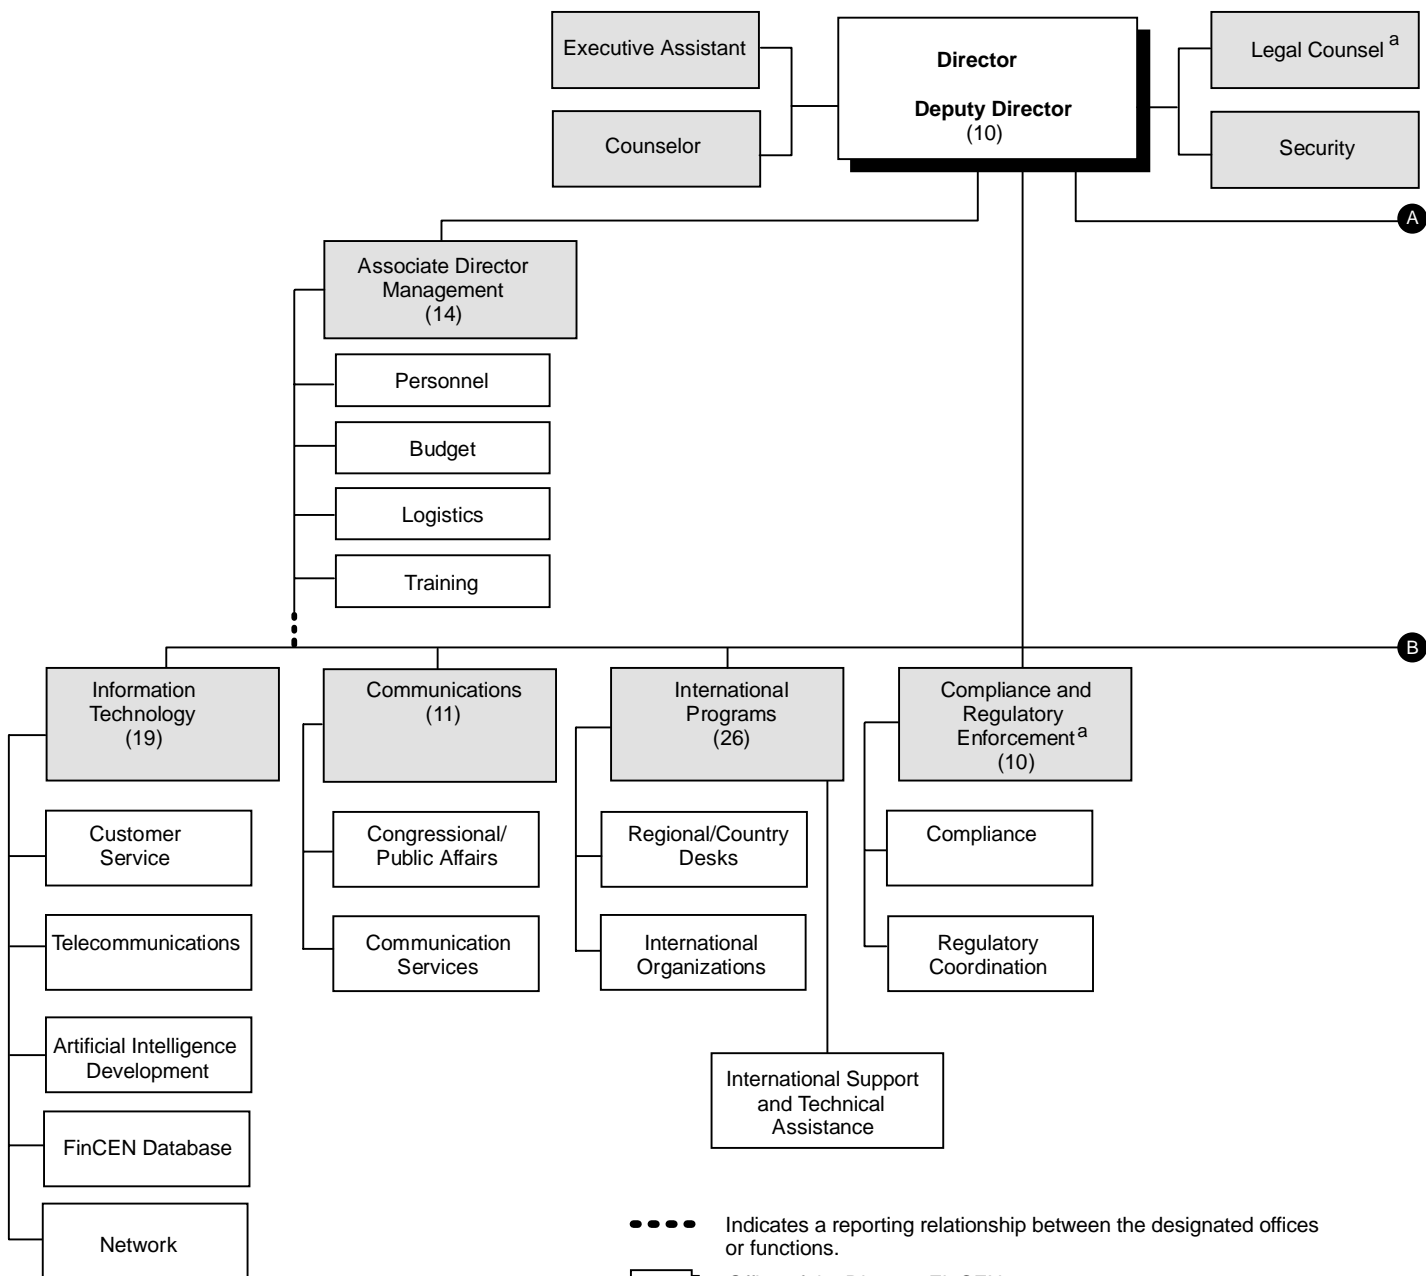 Executive Assistant
Counselor
Director
Deputy Director
(10)
Legal Counsel a
Security
A
Associate Director
Management
(14)
Personnel
Budget
Logistics
Training
B
Information
Technology
(19)
Customer
Service
Telecommunications
Artificial Intelligence
Development
FinCEN Database
Network
Communications
(11)
Congressional/
Public Affairs
Communication
Services
International
Programs
(26)
Regional/Country
Desks
International
Organizations
International Support
and Technical
Assistance
Compliance and
Regulatory
Enforcement a
(10)
Compliance
Regulatory
Coordination
Indicates a reporting relationship between the designated offices
or functions.